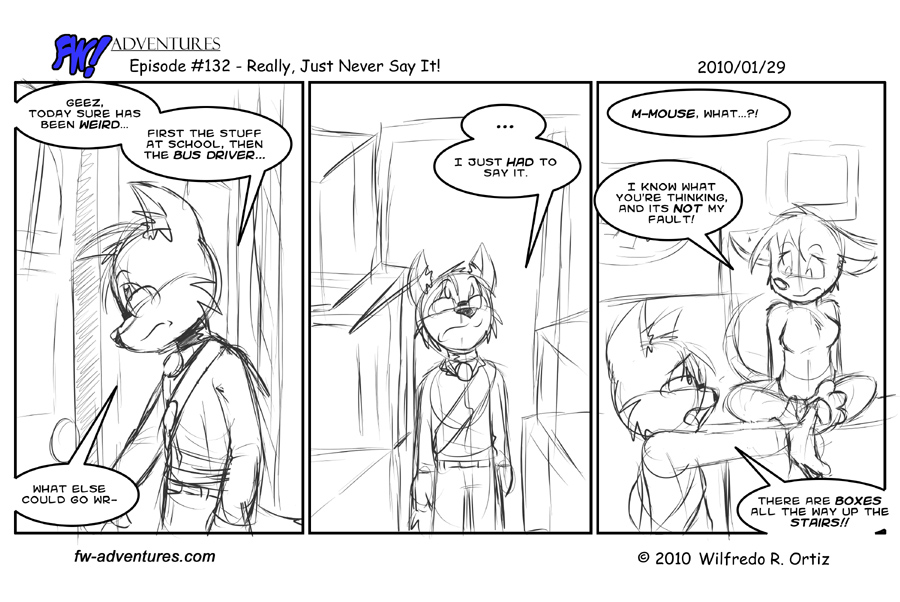 FW! ADVENTURES
Episode #132 - Really, Just Never Say It!
2010/01/29
GEEZ,
TODAY SURE HAS
BEEN WEIRD...
FIRST THE STUFF
AT SCHOOL, THEN
THE BUS DRIVER...
WHAT ELSE
COULD GO WR-
...
I JUST HAD TO
SAY IT.
M-MOUSE, WHAT...?!
I KNOW WHAT
YOU'RE THINKING,
AND ITS NOT MY
FAULT!
THERE ARE BOXES
ALL THE WAY UP THE
STAIRS!!
fw-adventures.com
© 2010 Wilfredo R. Ortiz